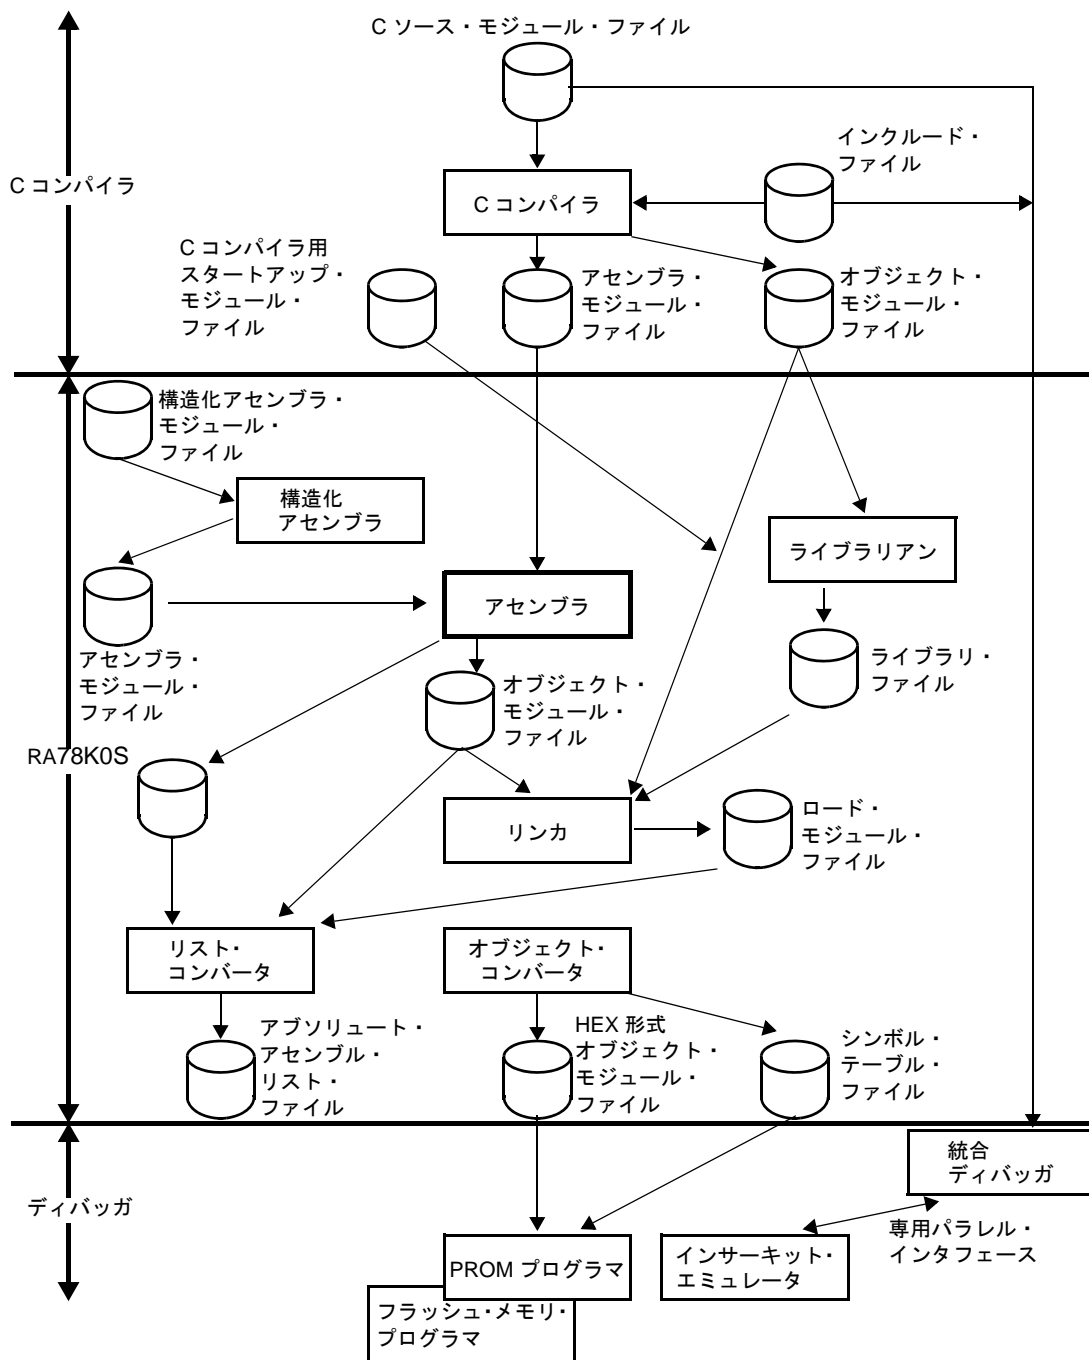 C ソース・モジュール・ファイル
インクルード・
ファイル
C コンパイラ
C コンパイラ
C コンパイラ用
スタートアップ・
モジュール・
ファイル
アセンブラ・
モジュール・
ファイル
オブジェクト・
モジュール・
ファイル
構造化アセンブラ・
モジュール・
ファイル
構造化
アセンブラ
ライブラリアン
アセンブラ
アセンブラ・
モジュール・
ファイル
オブジェクト・
モジュール・
ファイル
ライブラリ・
ファイル
RA78K0S
リンカ
ロード・
モジュール・
ファイル
リスト・
コンバータ
オブジェクト・
コンバータ
アブソリュート・
アセンブル・
リスト・
ファイル
HEX 形式
オブジェクト・
モジュール・
ファイル
シンボル・
テーブル・
ファイル
統合
ディバッガ
ディバッガ
専用パラレル・
インタフェース
PROM プログラマ
インサーキット・
エミュレータ
フラッシュ・メモリ・
プログラマ